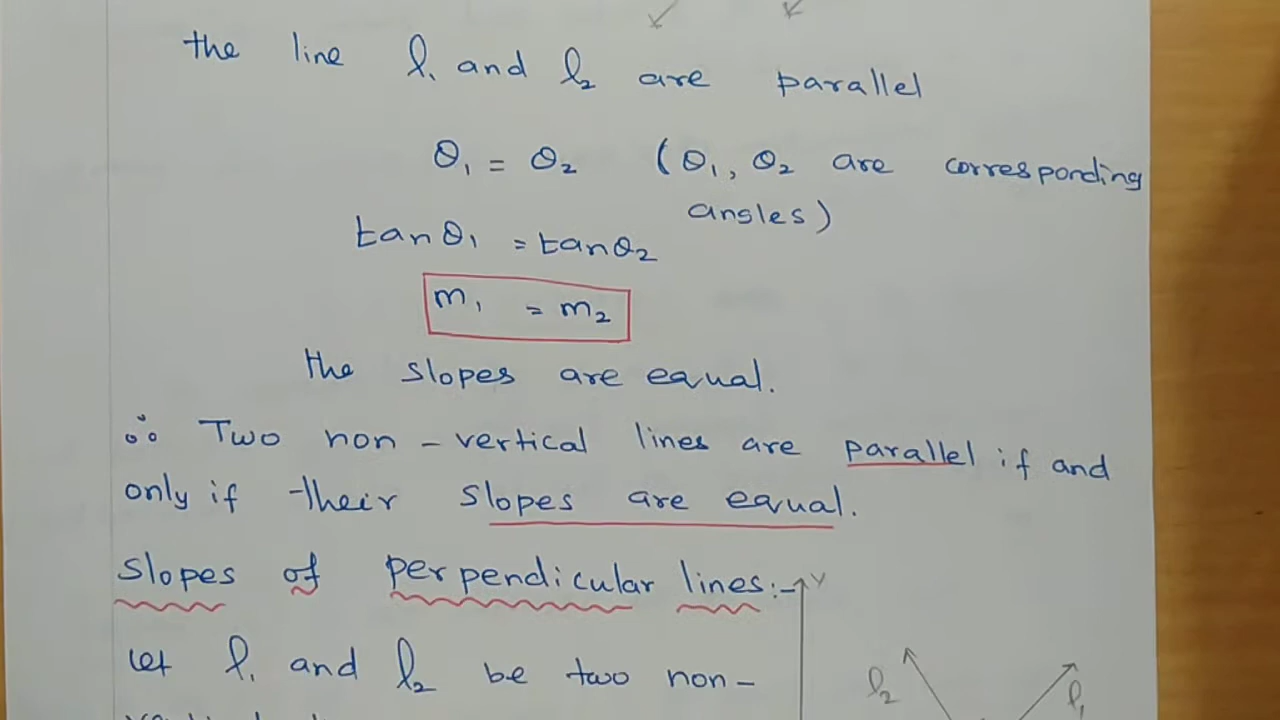 the line l₁ and l₂ are parallel
θ₁ = θ₂ (θ₁, θ₂ are corresponding
angles)
tanθ₁ = tanθ₂
m₁ = m₂
the slopes are equal.
∴ Two non-vertical lines are parallel if and
only if their slopes are equal.
slopes of perpendicular lines:-
Y
let l₁ and l₂ be two non-
l₂ l₁